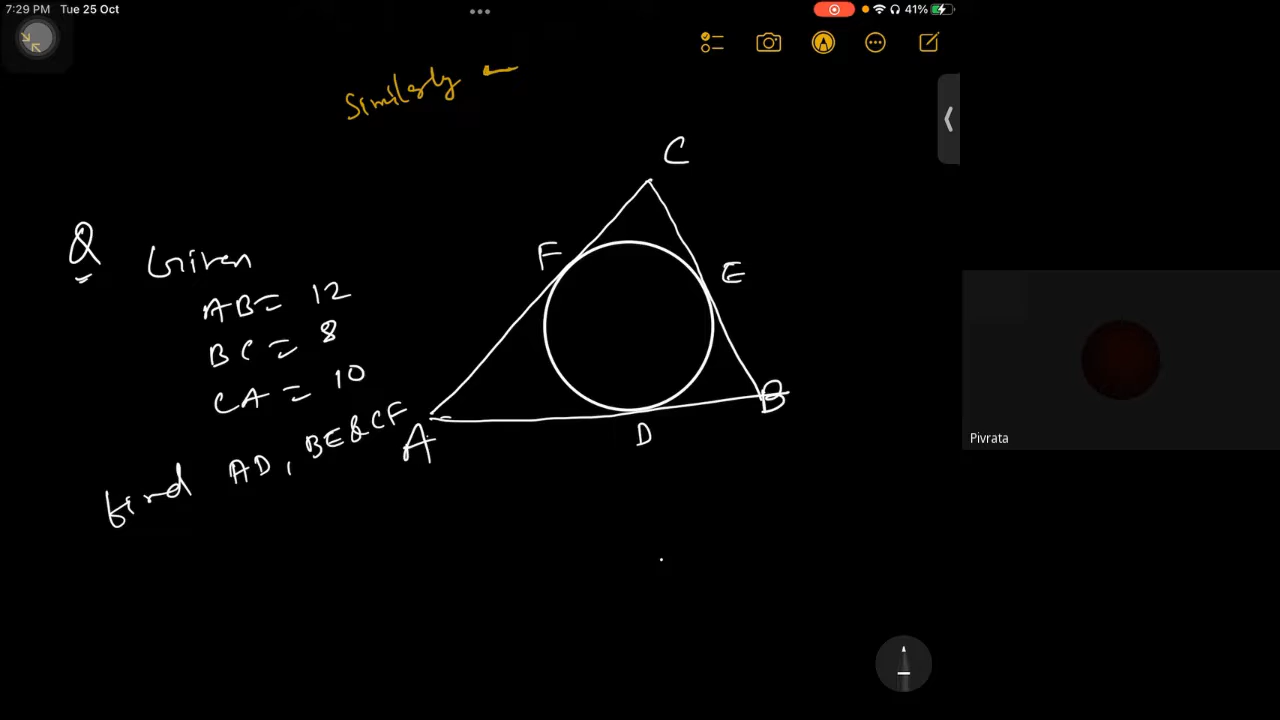 7:29 PM Tue 25 Oct
41%
Similarly
C
Q Given
F
E
AB = 12
BC = 8
CA = 10
A
B
D
find AD, BE & CF
Pivrata